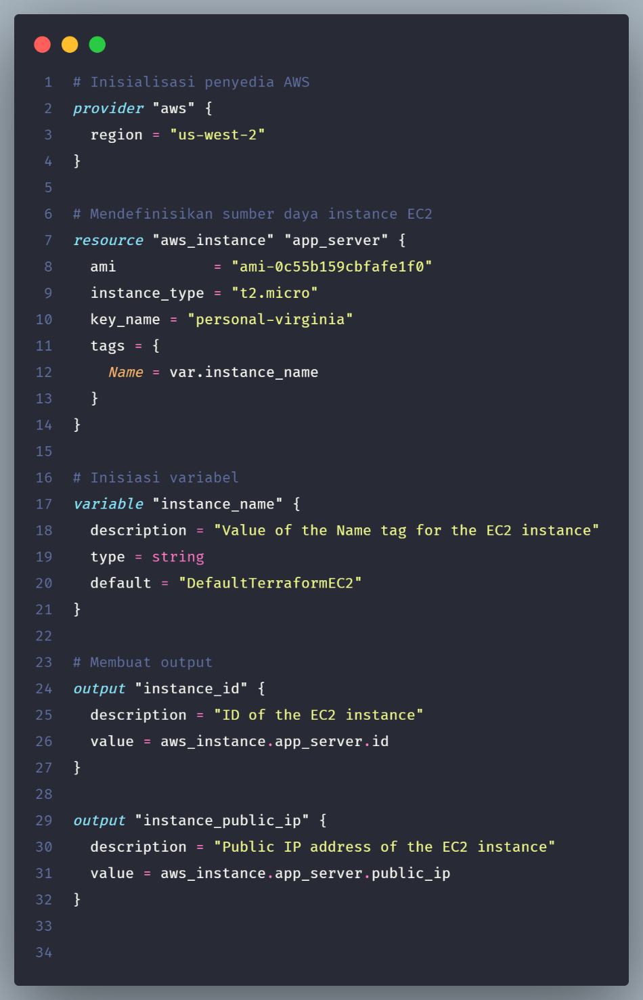 1 # Inisialisasi penyedia AWS
2 provider "aws" {
3   region = "us-west-2"
4 }
5
6 # Mendefinisikan sumber daya instance EC2
7 resource "aws_instance" "app_server" {
8   ami           = "ami-0c55b159cbfafe1f0"
9   instance_type = "t2.micro"
10   key_name = "personal-virginia"
11   tags = {
12     Name = var.instance_name
13   }
14 }
15
16 # Inisiasi variabel
17 variable "instance_name" {
18   description = "Value of the Name tag for the EC2 instance"
19   type = string
20   default = "DefaultTerraformEC2"
21 }
22
23 # Membuat output
24 output "instance_id" {
25   description = "ID of the EC2 instance"
26   value = aws_instance.app_server.id
27 }
28
29 output "instance_public_ip" {
30   description = "Public IP address of the EC2 instance"
31   value = aws_instance.app_server.public_ip
32 }
33
34